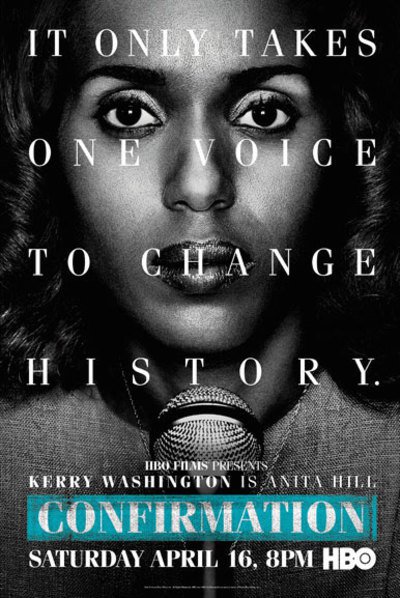 IT ONLY TAKES
ONE VOICE
TO CHANGE
HISTORY.
HBO FILMS PRESENTS
KERRY WASHINGTON IS ANITA HILL
CONFIRMATION
SATURDAY APRIL 16, 8PM HBO